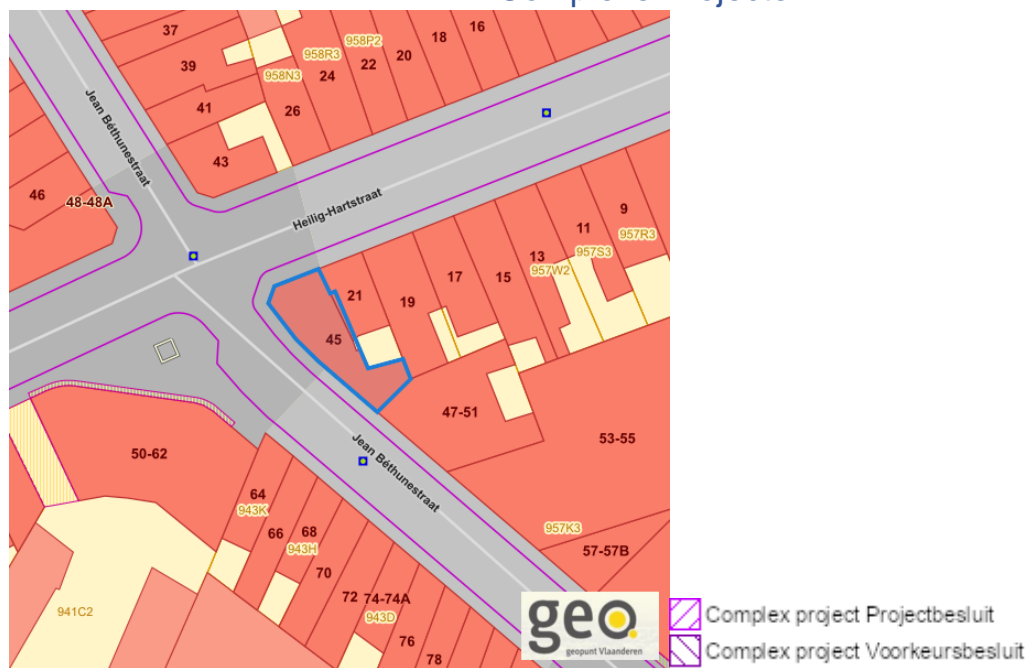 37
39
41
43
958N3
958R3
958P2
26
24
22
20
18
16
Jean Béthunestraat
46
48-48A
Heilig-Hartstraat
9
957R3
11
957S3
13
957W2
15
17
19
21
45
47-51
53-55
50-62
Jean Béthunestraat
64
943K
66
68
943H
70
72
74-74A
943D
76
78
957K3
57-57B
941C2
geo.
geopunt Vlaanderen
Complex project Projectbesluit
Complex project Voorkeursbesluit